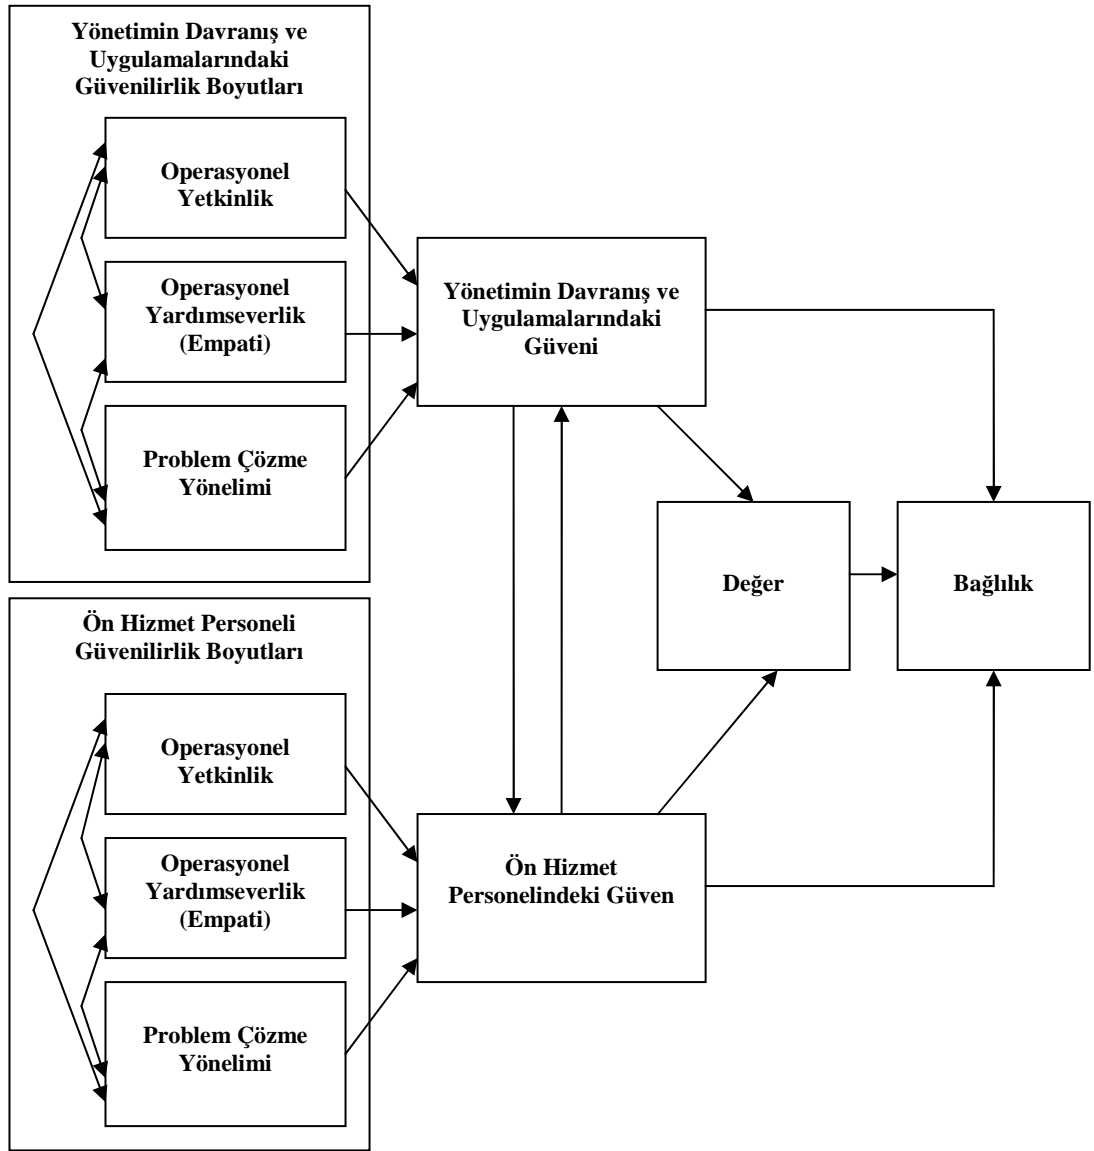 Yönetimin Davranış ve
Uygulamalarındaki
Güvenilirlik Boyutları
Operasyonel
Yetkinlik
Operasyonel
Yardımseverlik
(Empati)
Problem Çözme
Yönelimi
Yönetimin Davranış ve
Uygulamalarındaki
Güveni
Değer
Bağlılık
Ön Hizmet Personeli
Güvenilirlik Boyutları
Operasyonel
Yetkinlik
Operasyonel
Yardımseverlik
(Empati)
Problem Çözme
Yönelimi
Ön Hizmet
Personelindeki Güven